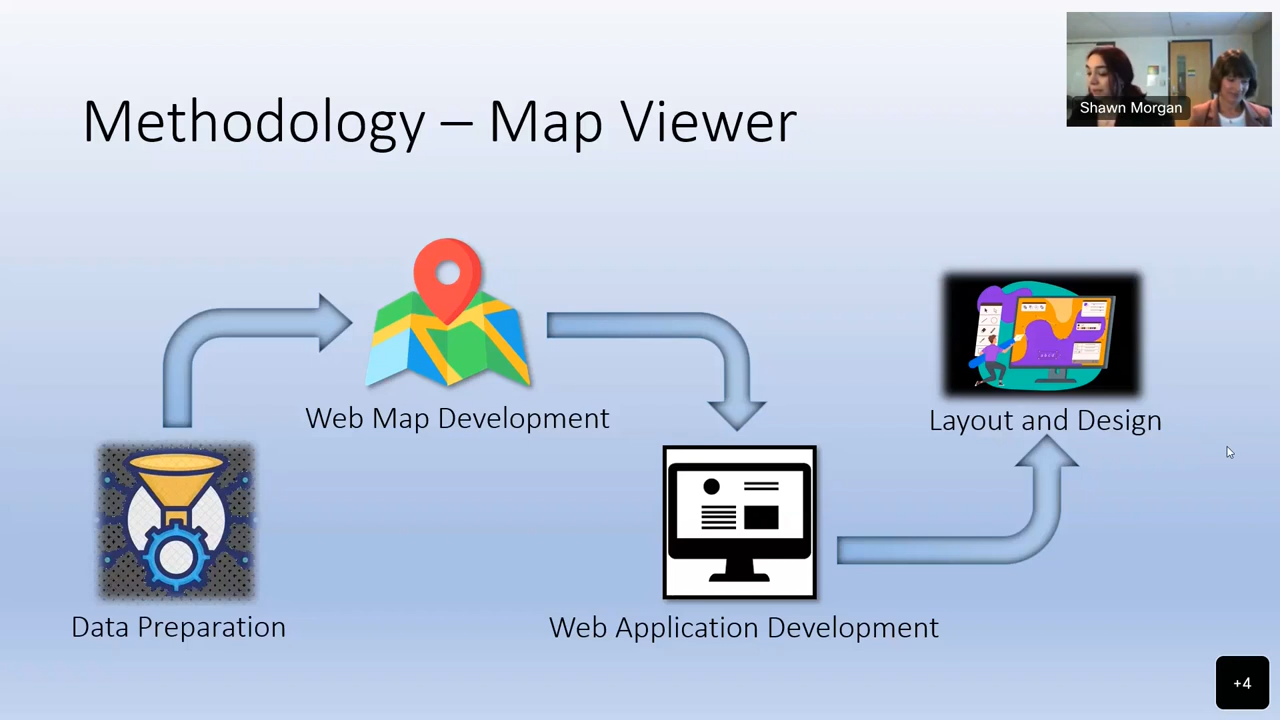 Shawn Morgan
Methodology – Map Viewer
Web Map Development
Layout and Design
Data Preparation
Web Application Development
+4